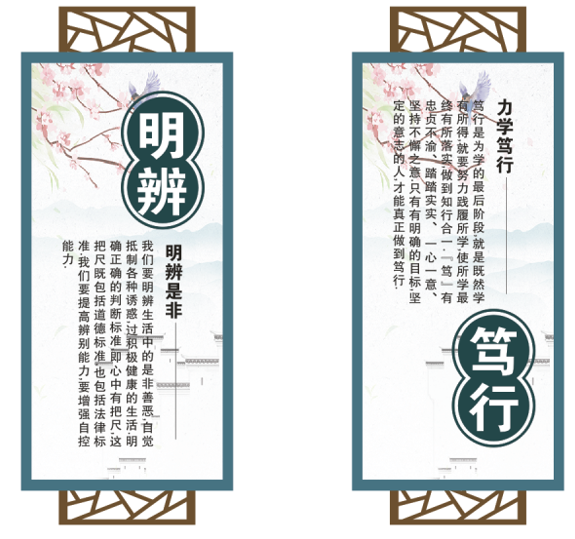 明辨
明辨是非
我们要明辨生活中的是非善恶,自觉
抵制各种诱惑,过积极健康的生活.明
确正确的判断标准,即心中有把尺,这
把尺既包括道德标准,也包括法律标
准.我们要提高辨别能力,要增强自控
能力.
力学笃行
笃行是为学的最后阶段,就是既然学
有所得,就要努力践履所学,使所学最
终有所落实,做到知行合一.『笃』有
忠贞不渝、踏踏实实、一心一意、
坚持不懈之意.只有有明确的目标,坚
定的意志的人,才能真正做到笃行.
笃行